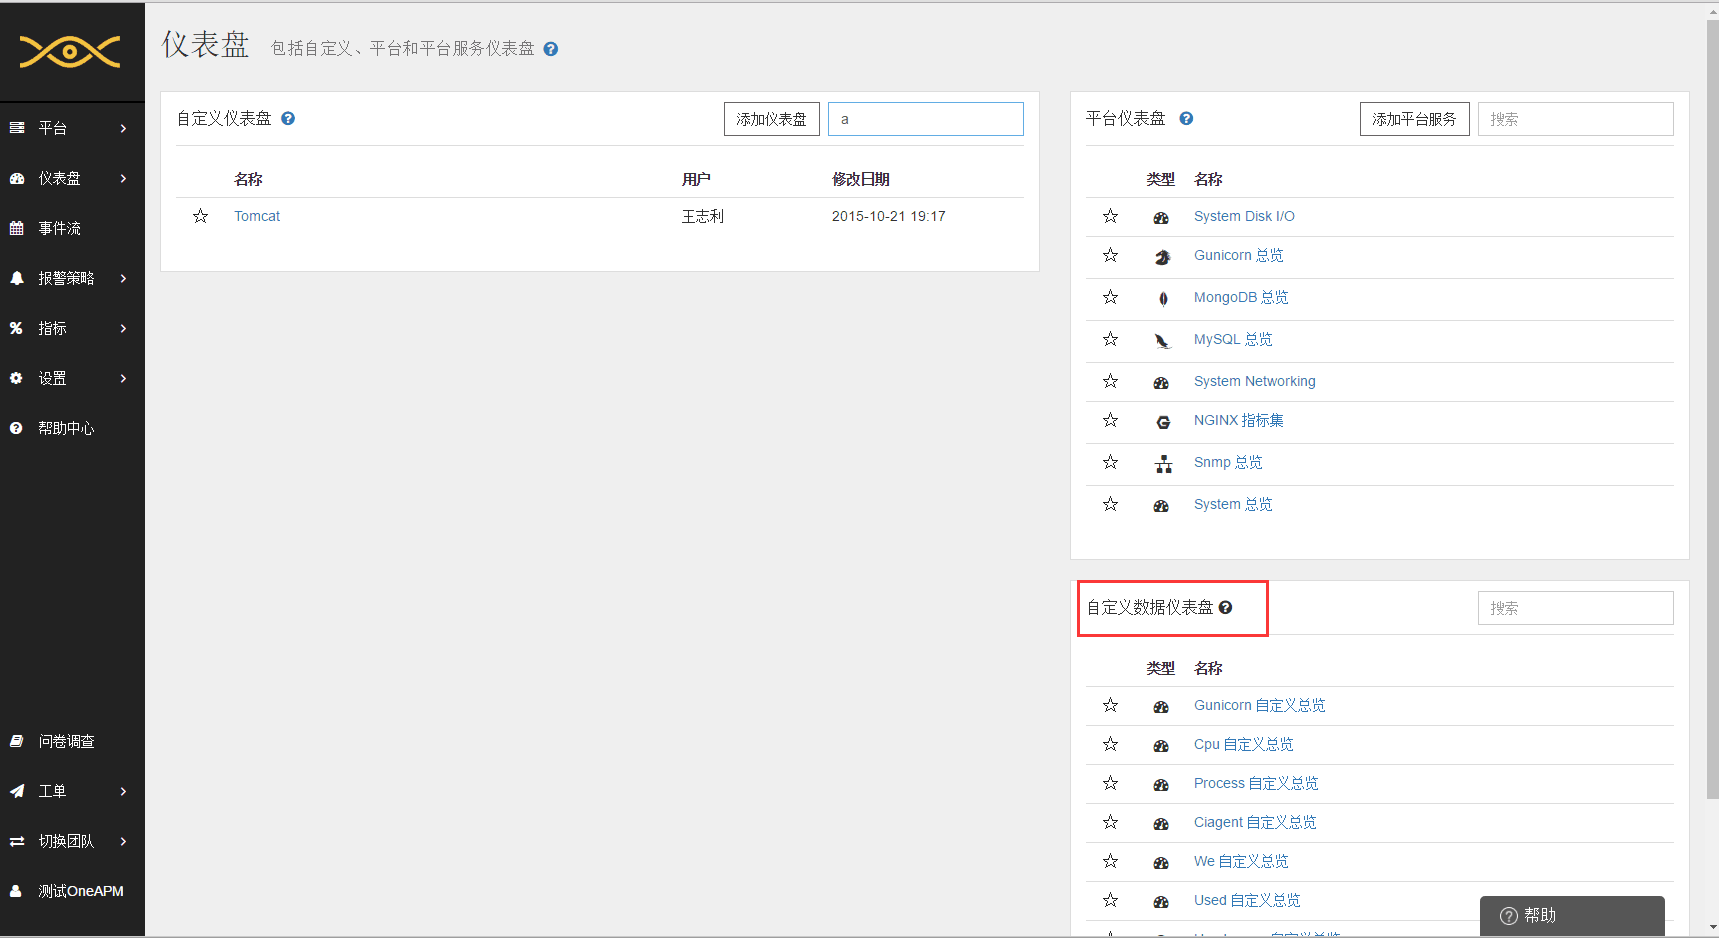 仪表盘 包括自定义、平台和平台服务仪表盘
平台
仪表盘
事件流
报警策略
指标
设置
帮助中心
问卷调查
工单
切换团队
测试OneAPM
自定义仪表盘 添加仪表盘 a
名称 用户 修改日期
Tomcat 王志利 2015-10-21 19:17
平台仪表盘 添加平台服务 搜索
类型 名称
System Disk I/O
Gunicorn 总览
MongoDB 总览
MySQL 总览
System Networking
NGINX 指标集
Snmp 总览
System 总览
自定义数据仪表盘 搜索
类型 名称
Gunicorn 自定义总览
Cpu 自定义总览
Process 自定义总览
Ciagent 自定义总览
We 自定义总览
Used 自定义总览
帮助